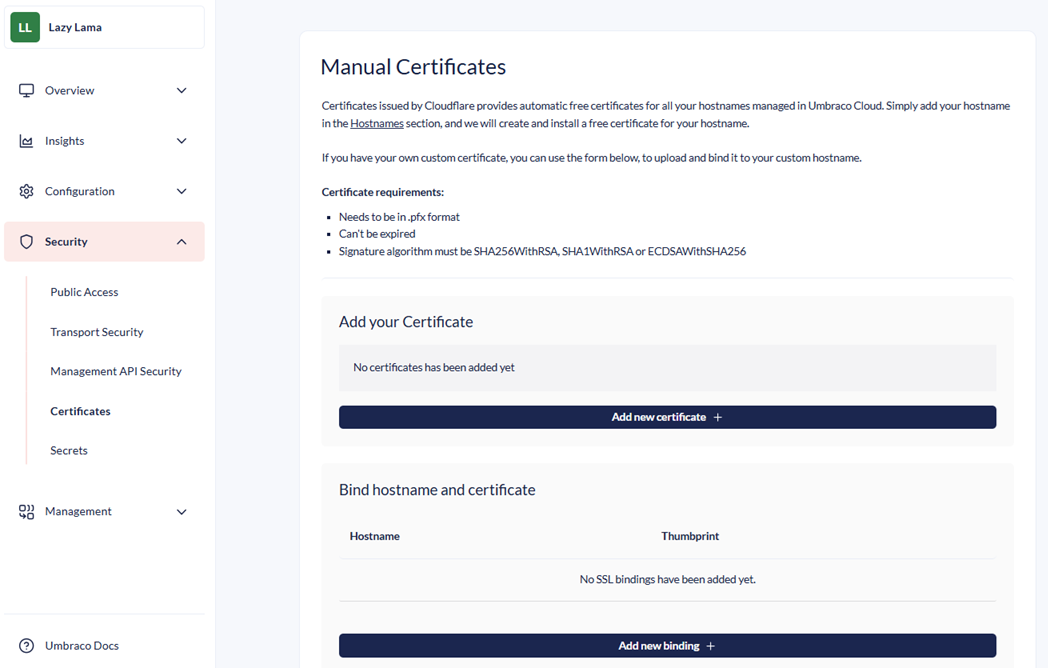 LL Lazy Lama
Overview
Insights
Configuration
Security
Public Access
Transport Security
Management API Security
Certificates
Secrets
Management
Umbraco Docs
Manual Certificates
Certificates issued by Cloudflare provides automatic free certificates for all your hostnames managed in Umbraco Cloud. Simply add your hostname
in the Hostnames section, and we will create and install a free certificate for your hostname.
If you have your own custom certificate, you can use the form below, to upload and bind it to your custom hostname.
Certificate requirements:
Needs to be in .pfx format
Can't be expired
Signature algorithm must be SHA256WithRSA, SHA1WithRSA or ECDSAWithSHA256
Add your Certificate
No certificates has been added yet
Add new certificate +
Bind hostname and certificate
Hostname Thumbprint
No SSL bindings have been added yet.
Add new binding +